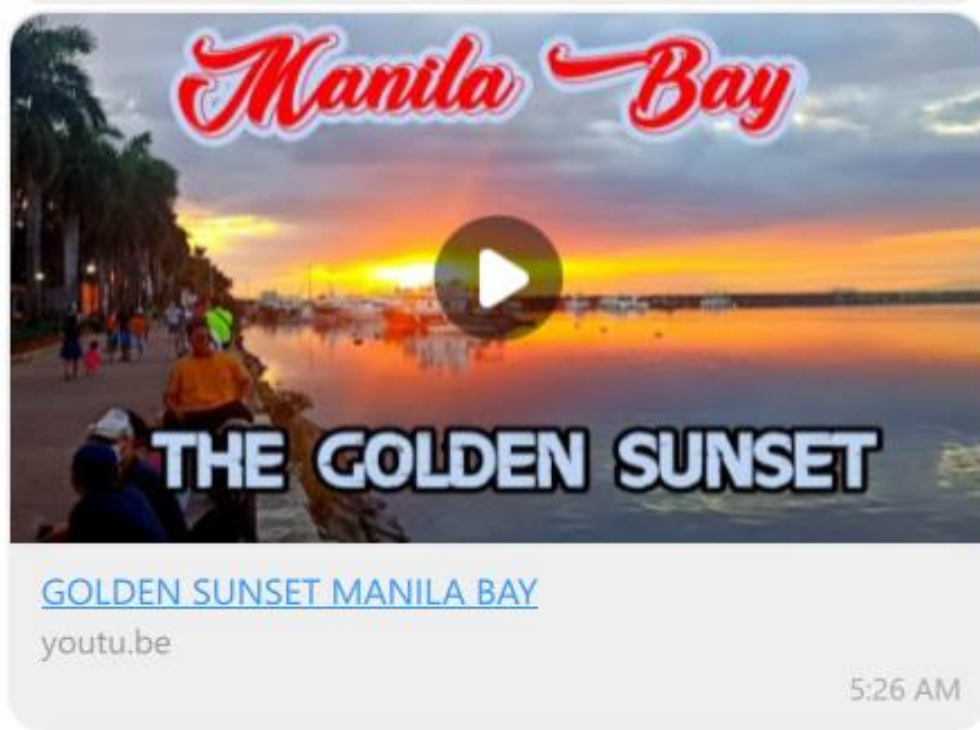 Manila Bay
THE GOLDEN SUNSET
GOLDEN SUNSET MANILA BAY
youtu.be
5:26 AM